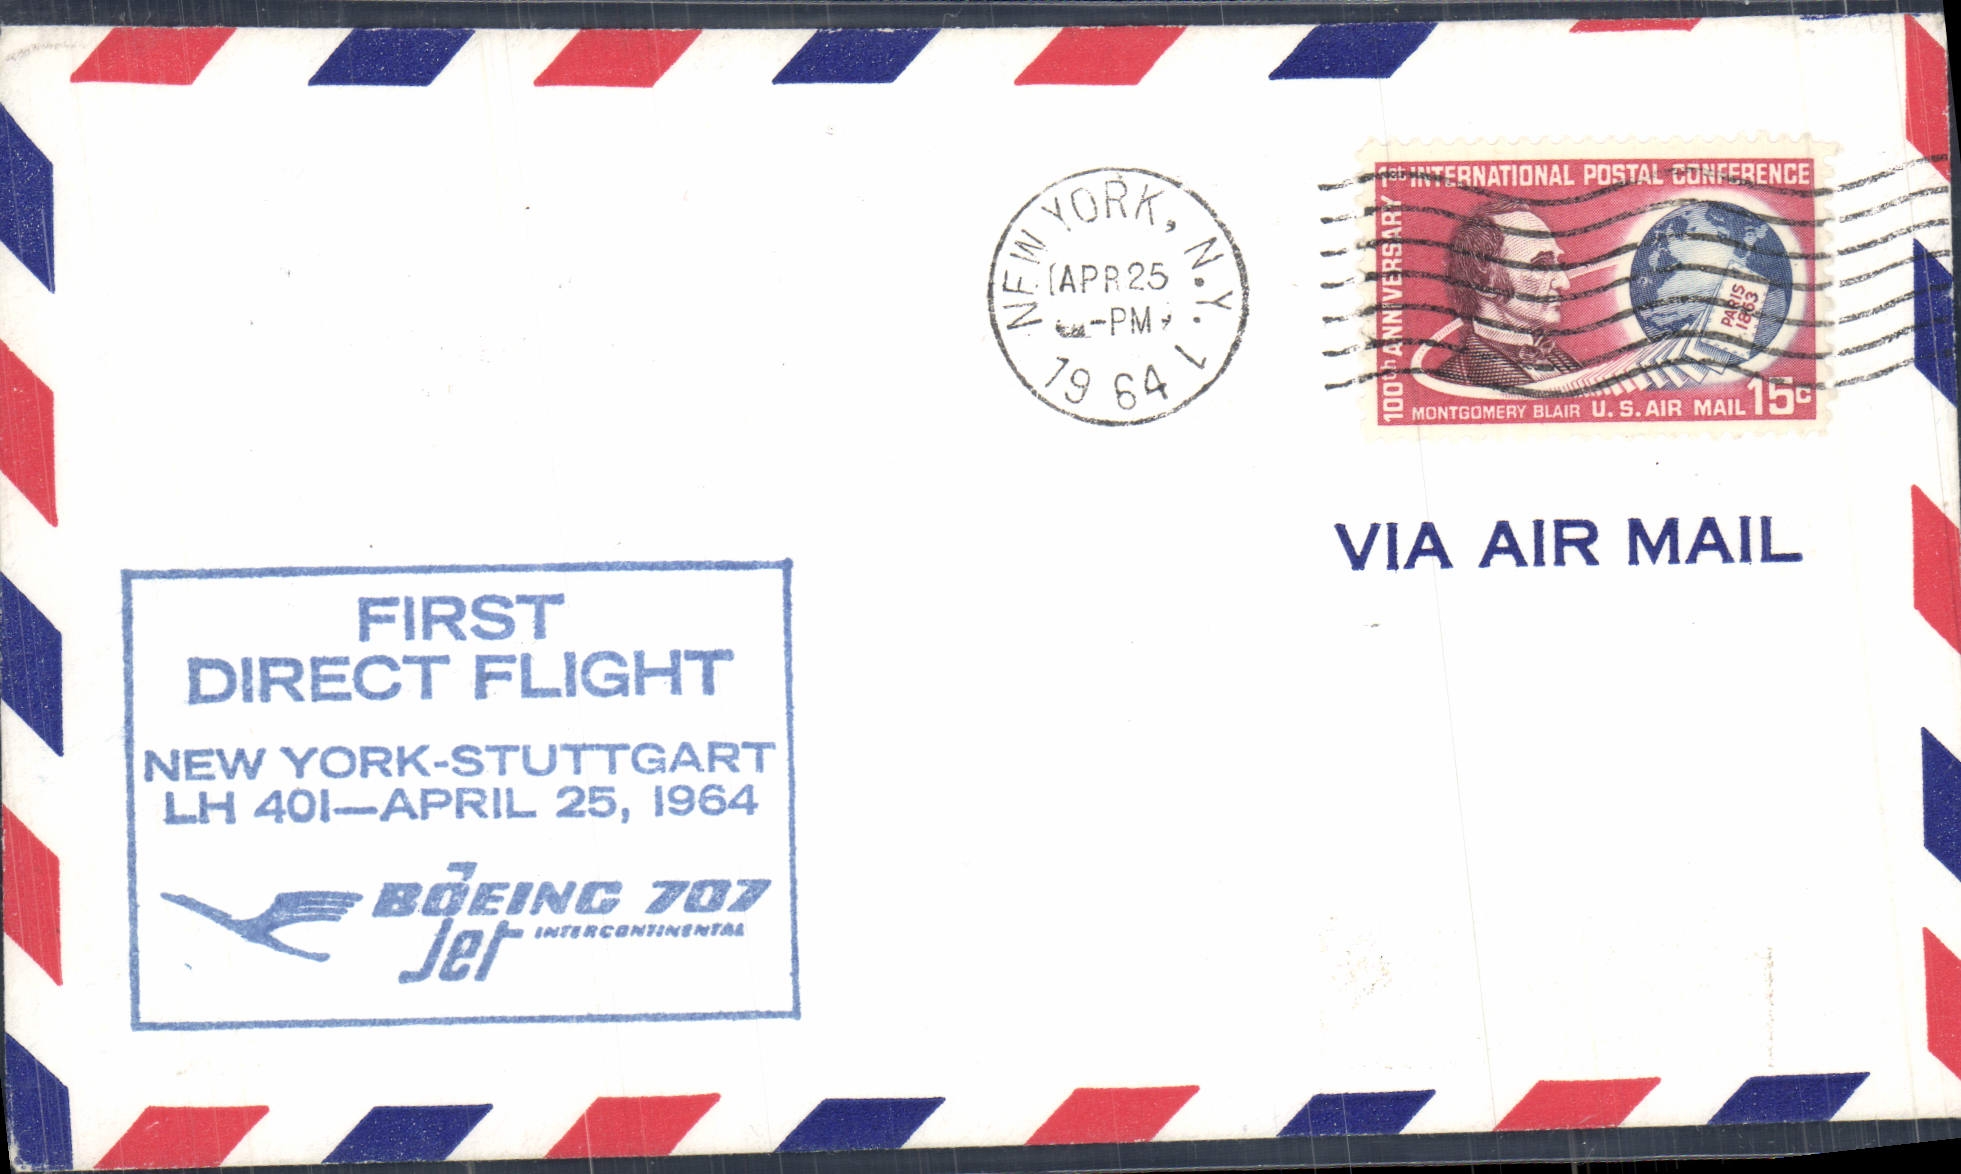 1st INTERNATIONAL POSTAL CONFERENCE
100th ANNIVERSARY
PARIS
1863
MONTGOMERY BLAIR U.S. AIR MAIL 15c
NEW YORK, N.Y. 1
APR 25
-PM
1964
VIA AIR MAIL
FIRST
DIRECT FLIGHT
NEW YORK-STUTTGART
LH 401—APRIL 25, 1964
BOEING 707
Jet INTERCONTINENTAL